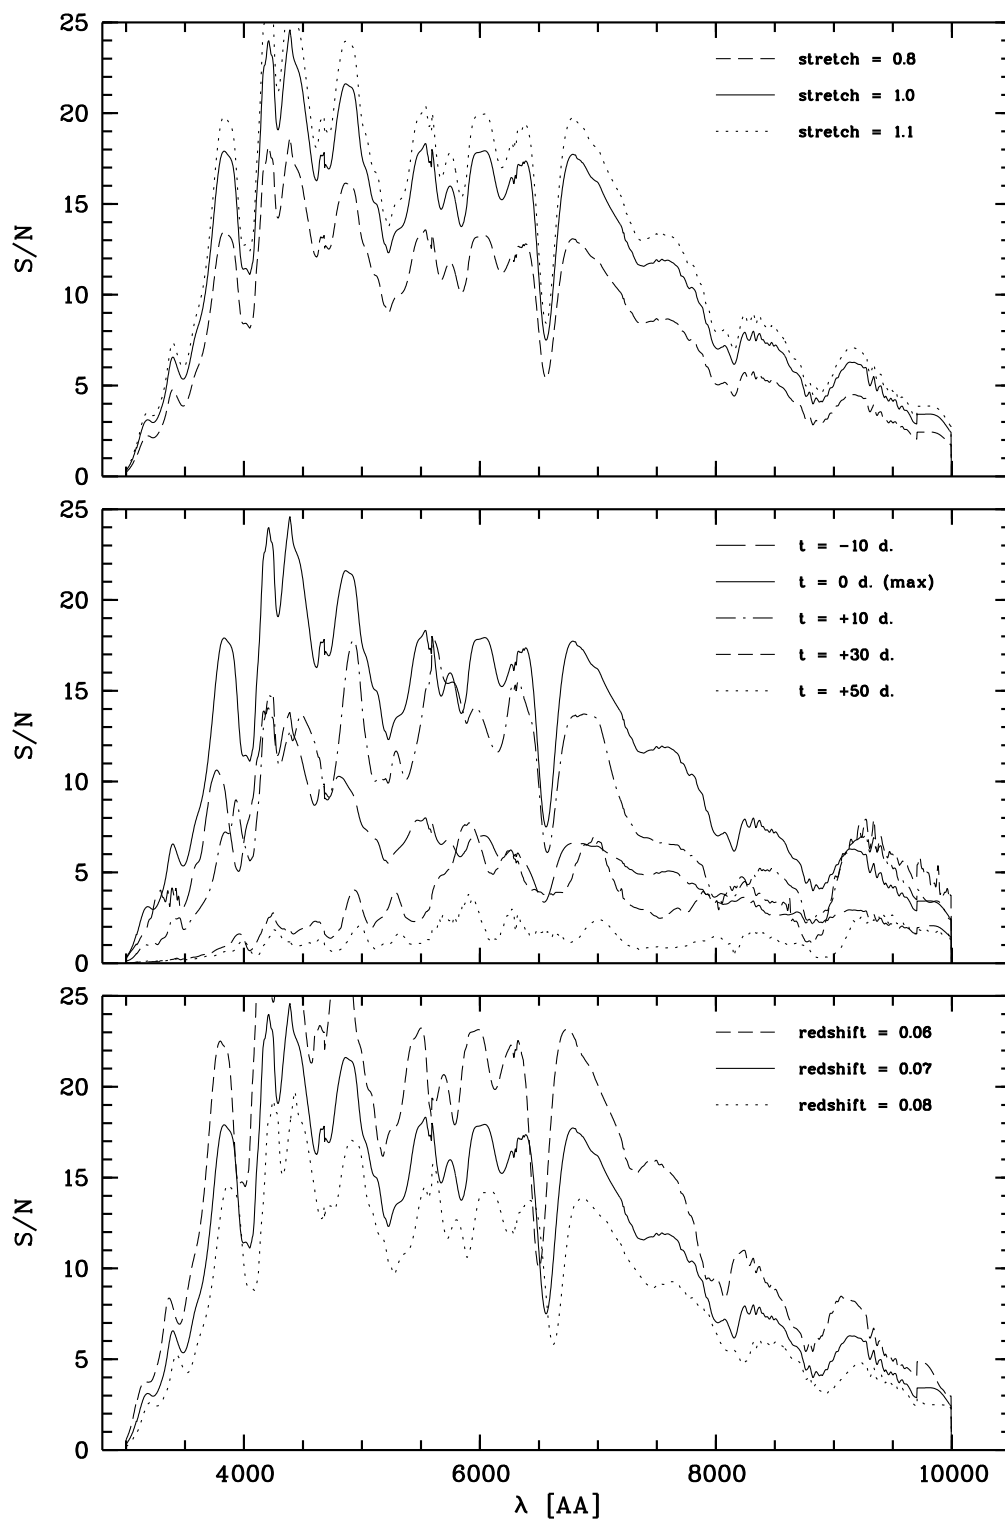 25
20
15
10
5
0
S/N
stretch = 0.8
stretch = 1.0
stretch = 1.1
25
20
15
10
5
0
S/N
t = −10 d.
t = 0 d. (max)
t = +10 d.
t = +30 d.
t = +50 d.
25
20
15
10
5
0
S/N
redshift = 0.06
redshift = 0.07
redshift = 0.08
4000 6000 8000 10000
λ [AA]